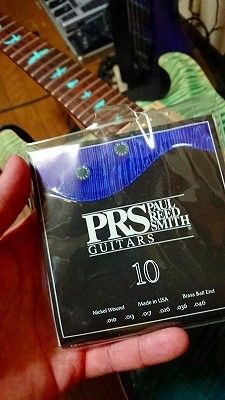 PRS PAUL REED SMITH
GUITARS
10
Nickel Wound Made in USA Brass Ball End
.010 .013 .017 .026 .036 .046